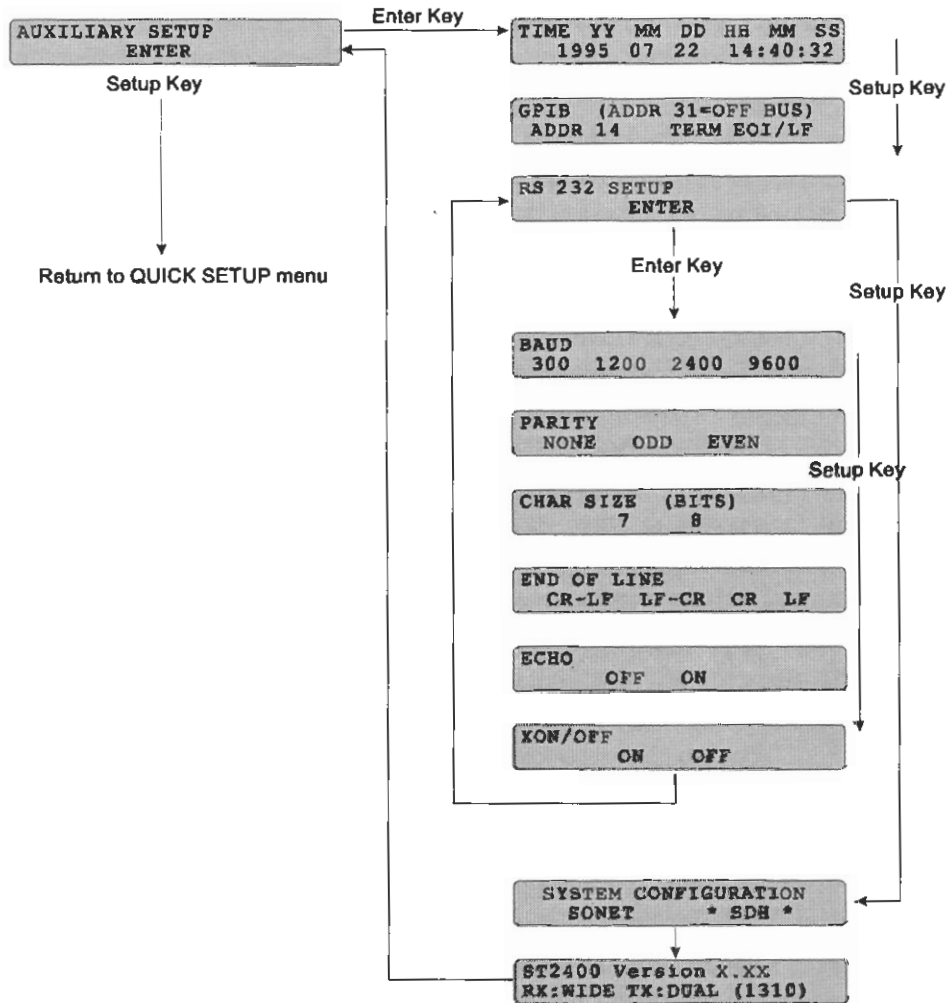 AUXILIARY SETUP
ENTER
Enter Key
Setup Key
Return to QUICK SETUP menu
TIME YY MM DD HH MM SS
1995 07 22 14:40:32
Setup Key
GPIB (ADDR 31=OFF BUS)
ADDR 14 TERM EOI/LF
RS 232 SETUP
ENTER
Enter Key
Setup Key
BAUD
300 1200 2400 9600
PARITY
NONE ODD EVEN
Setup Key
CHAR SIZE (BITS)
7 8
END OF LINE
CR-LF LF-CR CR LF
ECHO
OFF ON
XON/OFF
ON OFF
SYSTEM CONFIGURATION
SONET * SDH *
ST2400 Version X.XX
RX:WIDE TX:DUAL (1310)